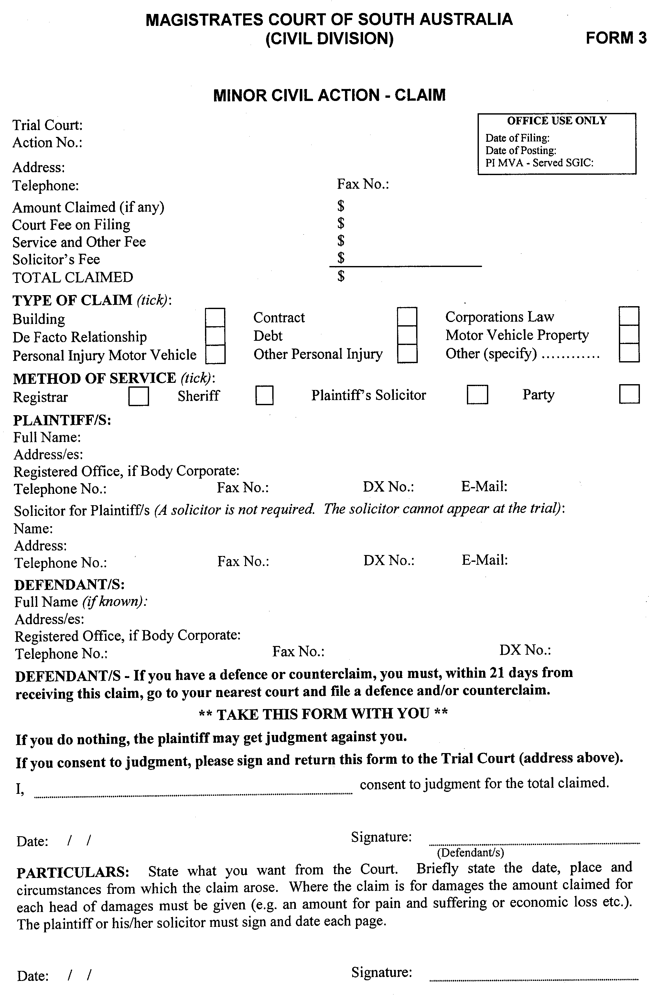 MAGISTRATES COURT OF SOUTH AUSTRALIA
(CIVIL DIVISION) FORM 3
MINOR CIVIL ACTION - CLAIM
Trial Court:
Action No.:
Address:
Telephone: Fax No.:
OFFICE USE ONLY
Date of Filing:
Date of Posting:
PI MVA - Served SGIC:
Amount Claimed (if any) $
Court Fee on Filing $
Service and Other Fee $
Solicitor's Fee $
TOTAL CLAIMED $
TYPE OF CLAIM (tick):
Building Contract Corporations Law
De Facto Relationship Debt Motor Vehicle Property
Personal Injury Motor Vehicle Other Personal Injury Other (specify) ............
METHOD OF SERVICE (tick):
Registrar Sheriff Plaintiff's Solicitor Party
PLAINTIFF/S:
Full Name:
Address/es:
Registered Office, if Body Corporate:
Telephone No.: Fax No.: DX No.: E-Mail:
Solicitor for Plaintiff/s (A solicitor is not required. The solicitor cannot appear at the trial):
Name:
Address:
Telephone No.: Fax No.: DX No.: E-Mail:
DEFENDANT/S:
Full Name (if known):
Address/es:
Registered Office, if Body Corporate:
Telephone No.: Fax No.: DX No.:
DEFENDANT/S - If you have a defence or counterclaim, you must, within 21 days from
receiving this claim, go to your nearest court and file a defence and/or counterclaim.
** TAKE THIS FORM WITH YOU **
If you do nothing, the plaintiff may get judgment against you.
If you consent to judgment, please sign and return this form to the Trial Court (address above).
I, ........................................ consent to judgment for the total claimed.
Date: / / Signature: ........................................
(Defendant/s)
PARTICULARS: State what you want from the Court. Briefly state the date, place and
circumstances from which the claim arose. Where the claim is for damages the amount claimed for
each head of damages must be given (e.g. an amount for pain and suffering or economic loss etc.).
The plaintiff or his/her solicitor must sign and date each page.
Date: / / Signature: ........................................